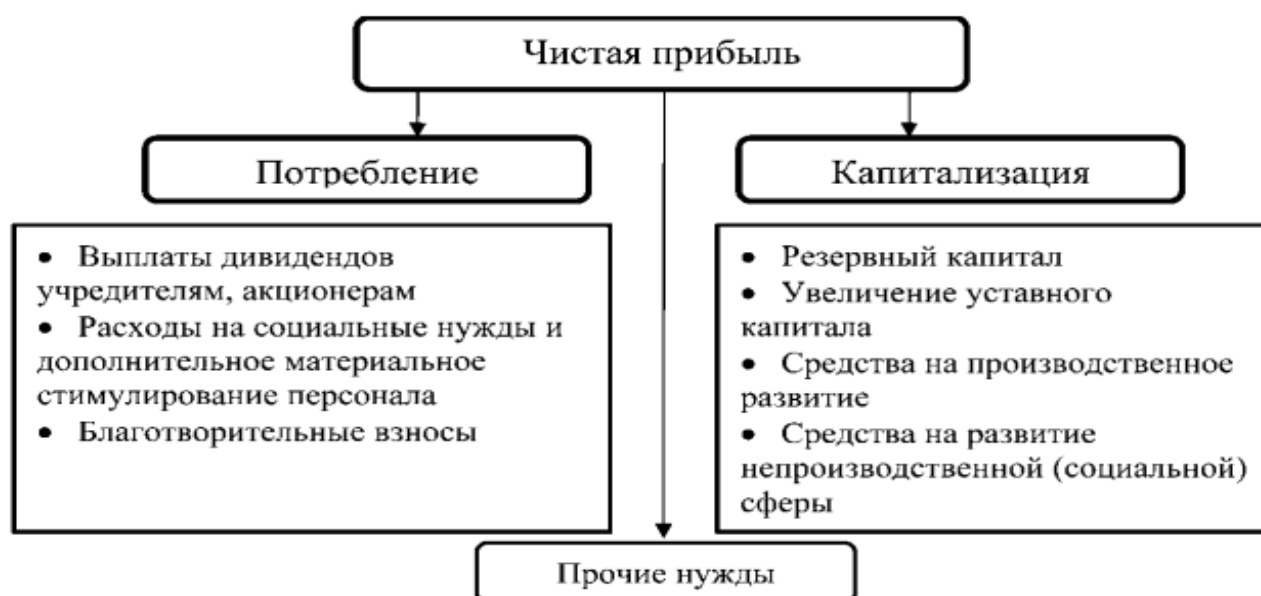 Чистая прибыль
Потребление
Капитализация
• Выплаты дивидендов
учредителям, акционерам
• Расходы на социальные нужды и
дополнительное материальное
стимулирование персонала
• Благотворительные взносы
• Резервный капитал
• Увеличение уставного
капитала
• Средства на производственное
развитие
• Средства на развитие
непроизводственной (социальной)
сферы
Прочие нужды